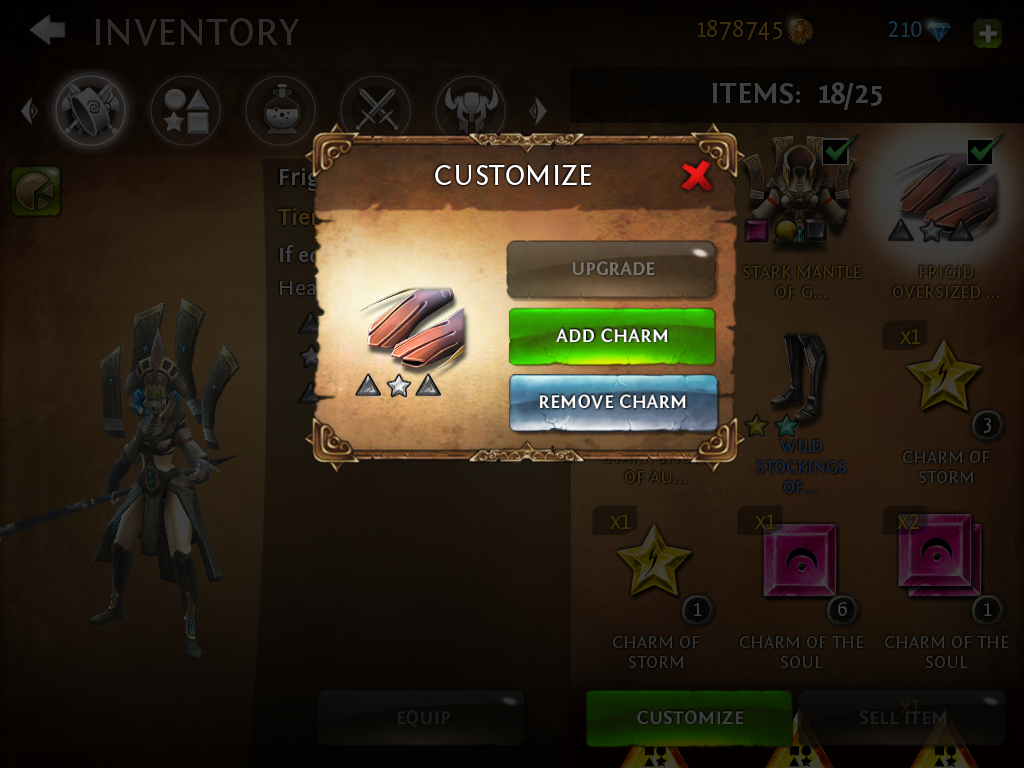 INVENTORY
1878745
210
ITEMS: 18/25
CUSTOMIZE
UPGRADE
ADD CHARM
REMOVE CHARM
Frig
Tier
If eq
Hea
STARK MANTLE
OF G...
FRIGID
OVERSIZED ...
OF AU...
WILD
STOCKINGS
OF...
X1
3
CHARM OF
STORM
X1
1
CHARM OF
STORM
X1
6
CHARM OF THE
SOUL
X2
1
CHARM OF THE
SOUL
EQUIP
CUSTOMIZE
SELL ITEM
X1